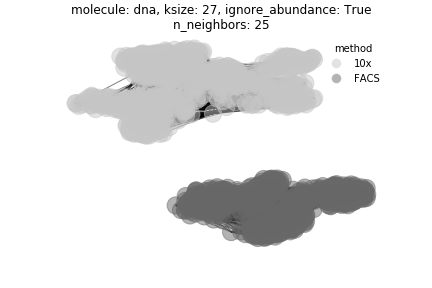 molecule: dna, ksize: 27, ignore_abundance: True
n_neighbors: 25
method
10x
FACS